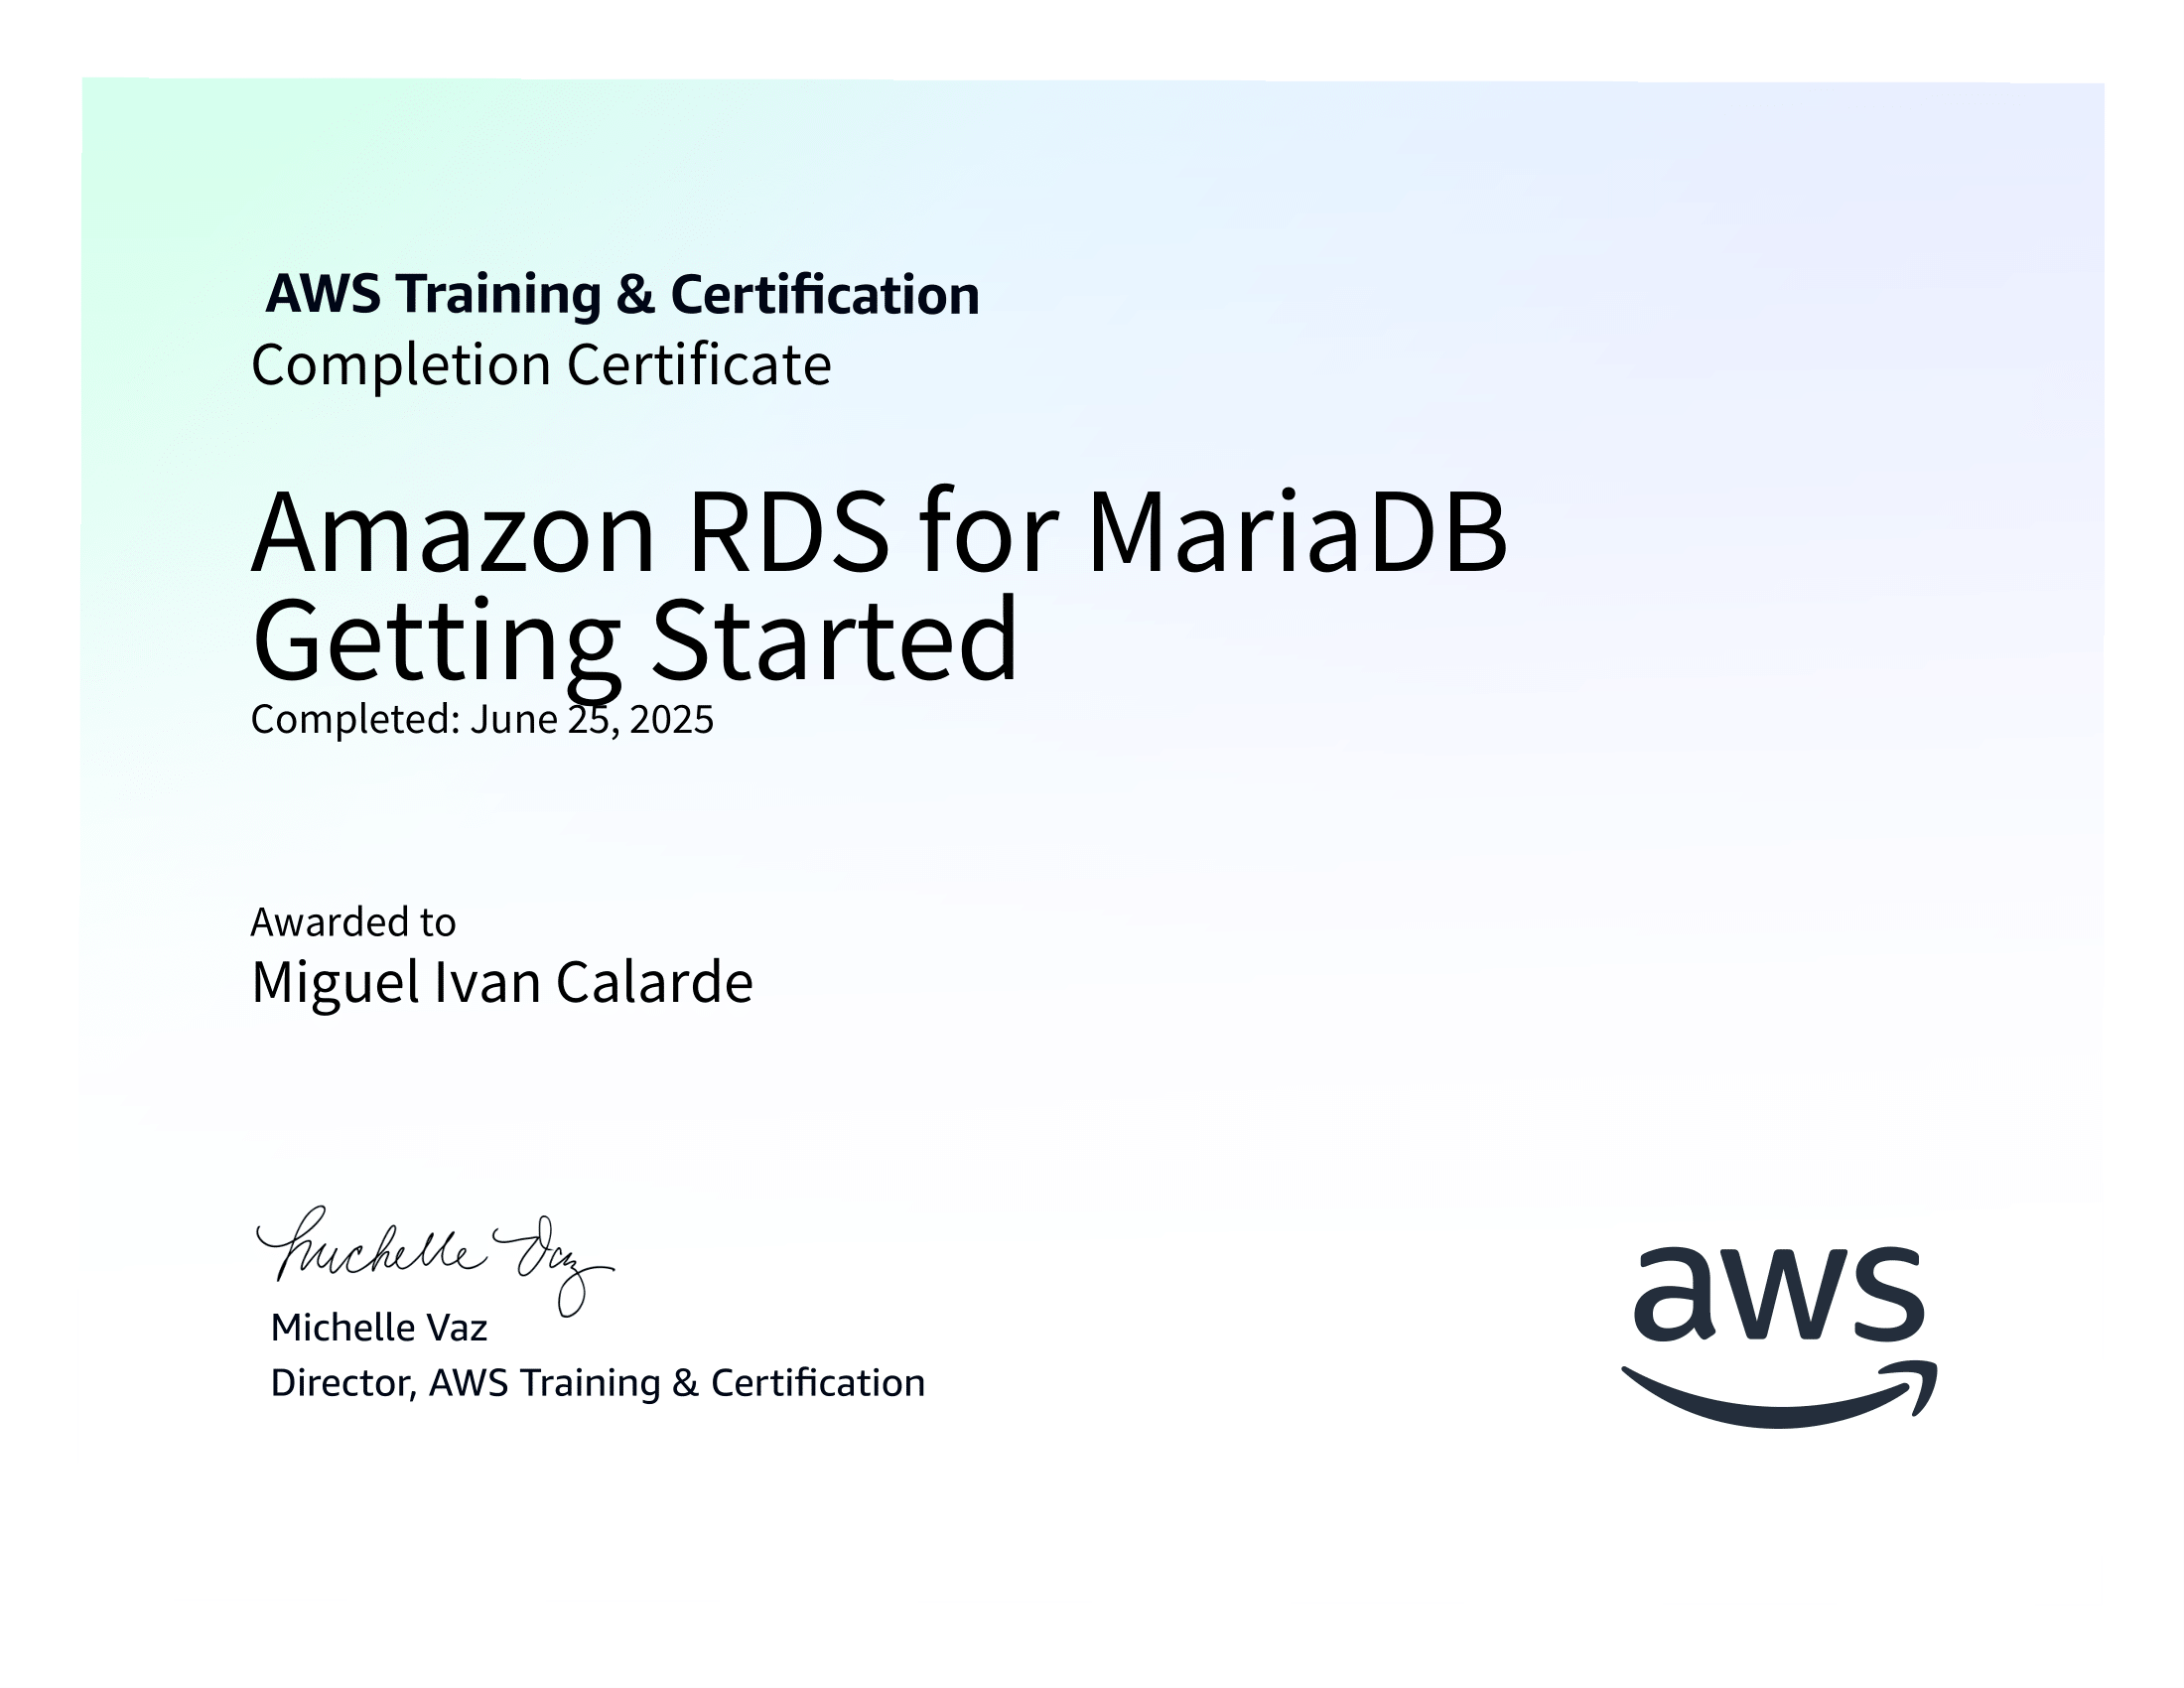 AWS Training & Certification
Completion Certificate
Amazon RDS for MariaDB
Getting Started
Completed: June 25, 2025
Awarded to
Miguel Ivan Calarde
Michelle Vaz
Michelle Vaz
Director, AWS Training & Certification
aws